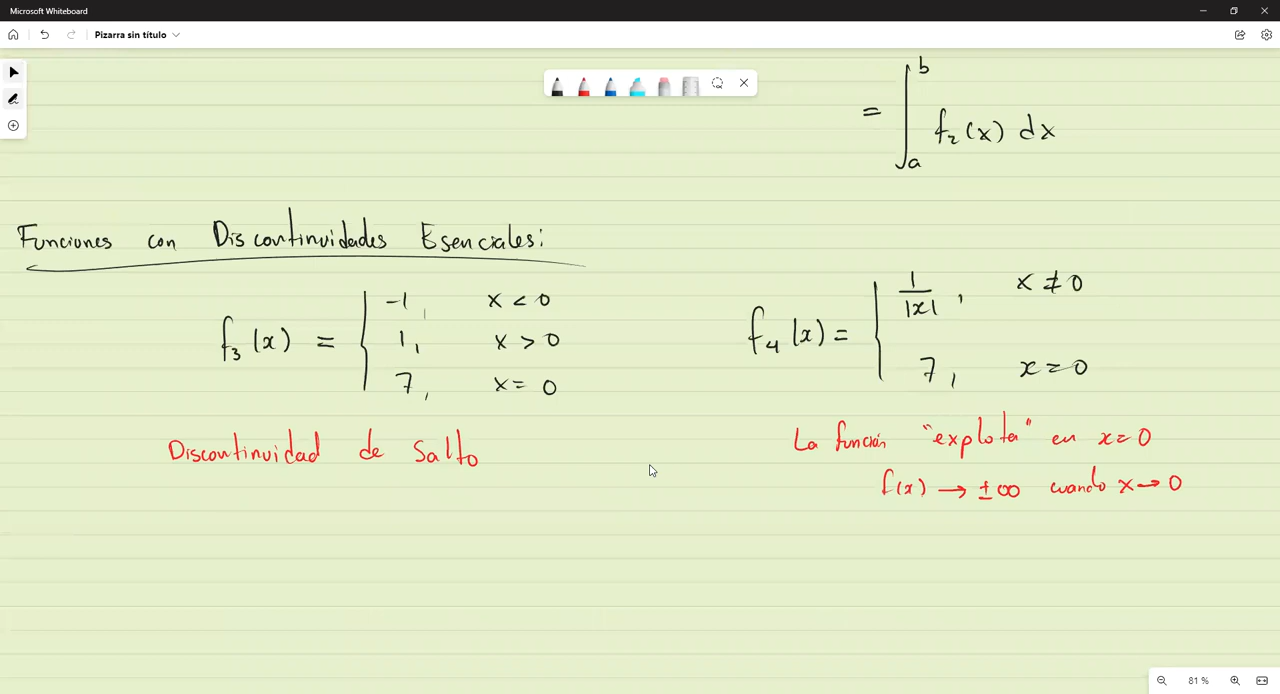 Microsoft Whiteboard
Pizarra sin título
= ∫_a^b f₂(x) dx
Funciones con Discontinuidades Esenciales:
f₃(x) = { -1, x < 0
1, x > 0
7, x = 0
f₄(x) = { 1/|x|, x ≠ 0
7, x = 0
Discontinuidad de Salto
La función "explota" en x=0
f(x) → ±∞ cuando x→0
81 %